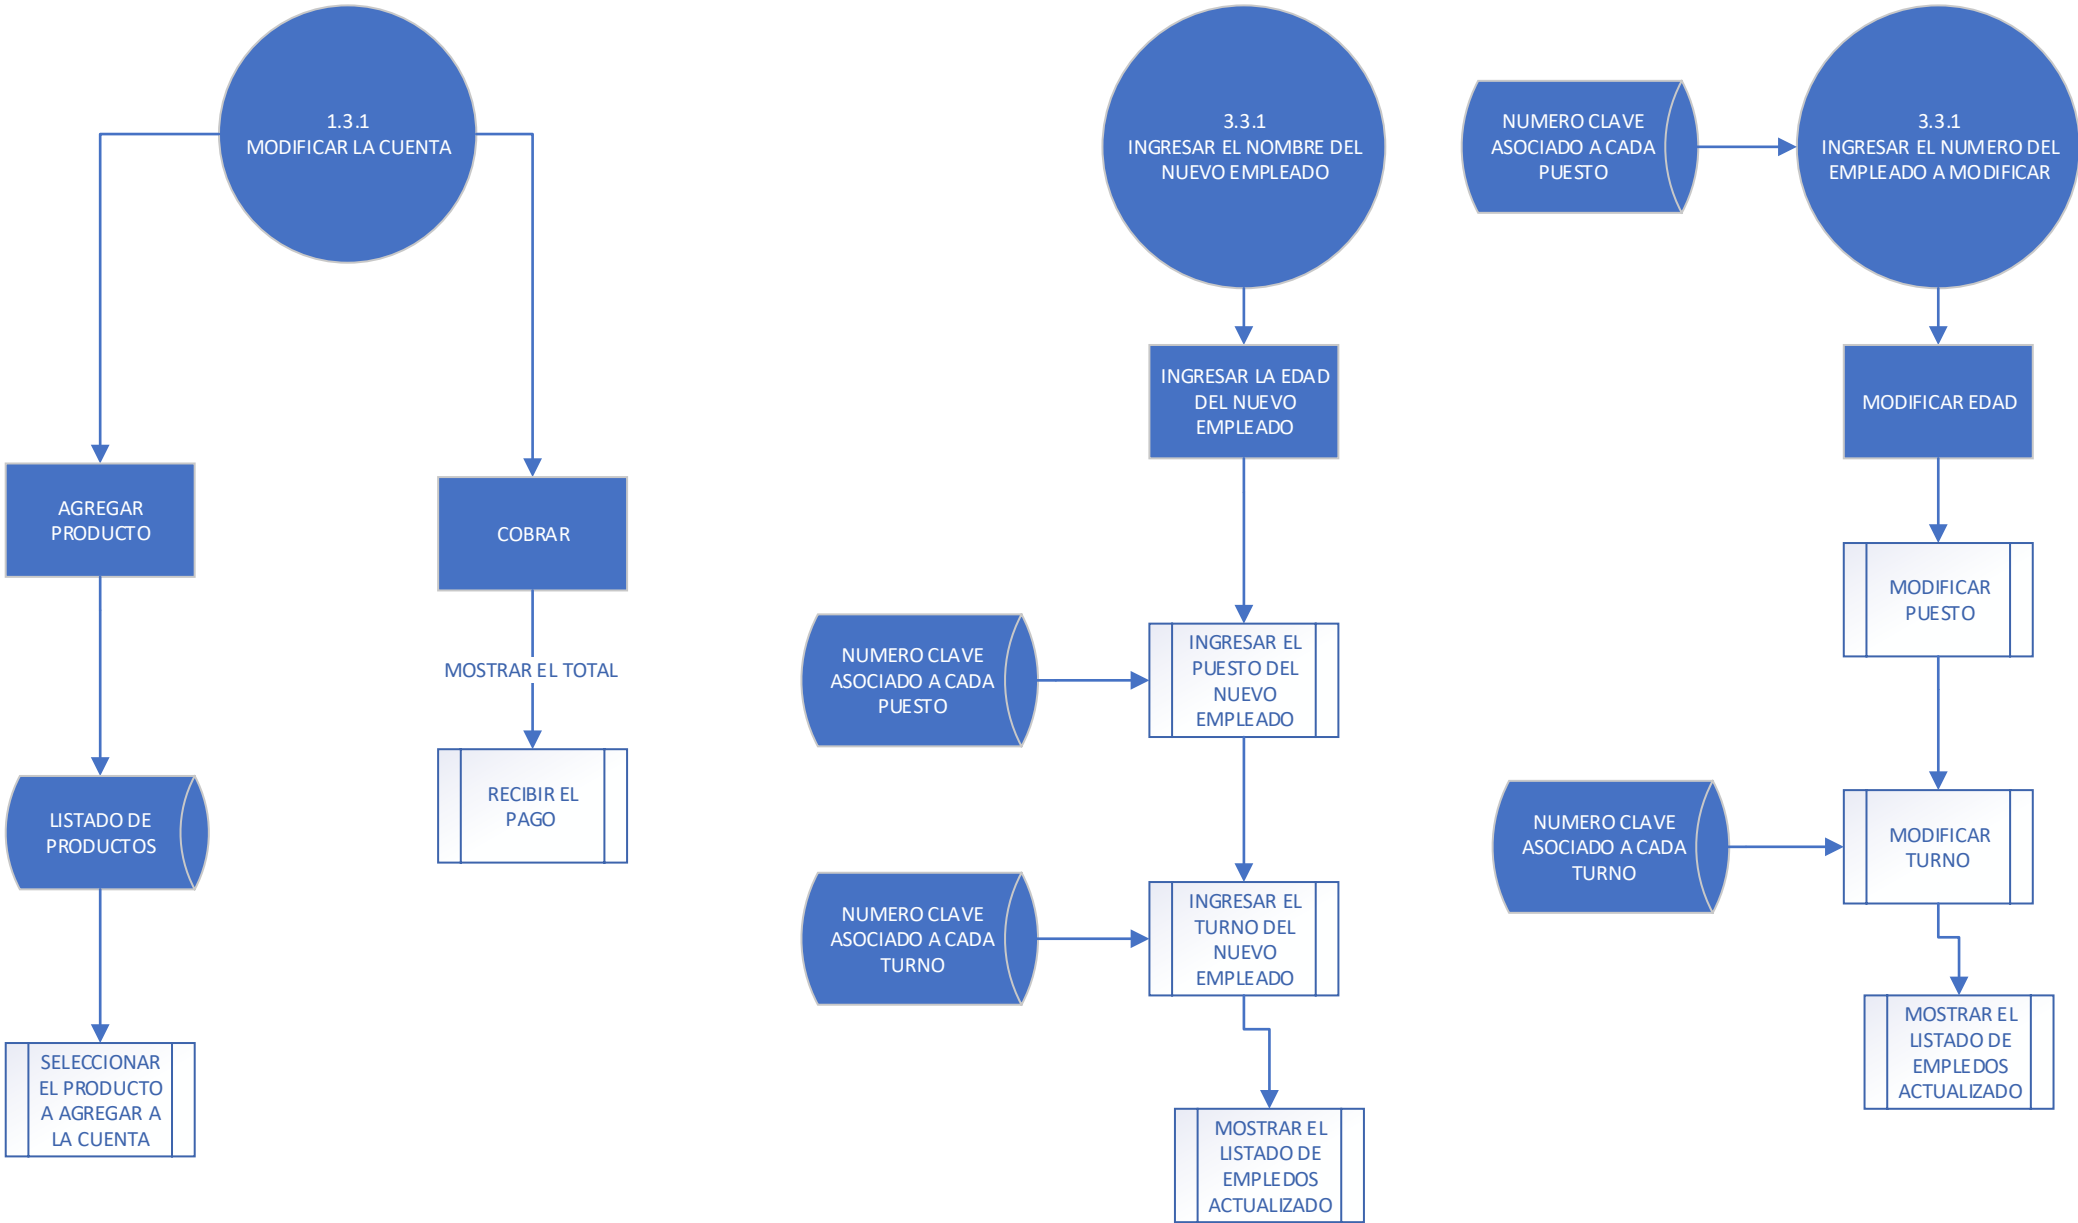 1.3.1
MODIFICAR LA CUENTA
AGREGAR
PRODUCTO
LISTADO DE
PRODUCTOS
SELECCIONAR
EL PRODUCTO
A AGREGAR A
LA CUENTA
COBRAR
MOSTRAR EL TOTAL
RECIBIR EL
PAGO
3.3.1
INGRESAR EL NOMBRE DEL
NUEVO EMPLEADO
INGRESAR LA EDAD
DEL NUEVO
EMPLEADO
NUMERO CLAVE
ASOCIADO A CADA
PUESTO
INGRESAR EL
PUESTO DEL
NUEVO
EMPLEADO
NUMERO CLAVE
ASOCIADO A CADA
TURNO
INGRESAR EL
TURNO DEL
NUEVO
EMPLEADO
MOSTRAR EL
LISTADO DE
EMPLEDOS
ACTUALIZADO
NUMERO CLAVE
ASOCIADO A CADA
PUESTO
3.3.1
INGRESAR EL NUMERO DEL
EMPLEADO A MODIFICAR
MODIFICAR EDAD
MODIFICAR
PUESTO
NUMERO CLAVE
ASOCIADO A CADA
TURNO
MODIFICAR
TURNO
MOSTRAR EL
LISTADO DE
EMPLEDOS
ACTUALIZADO